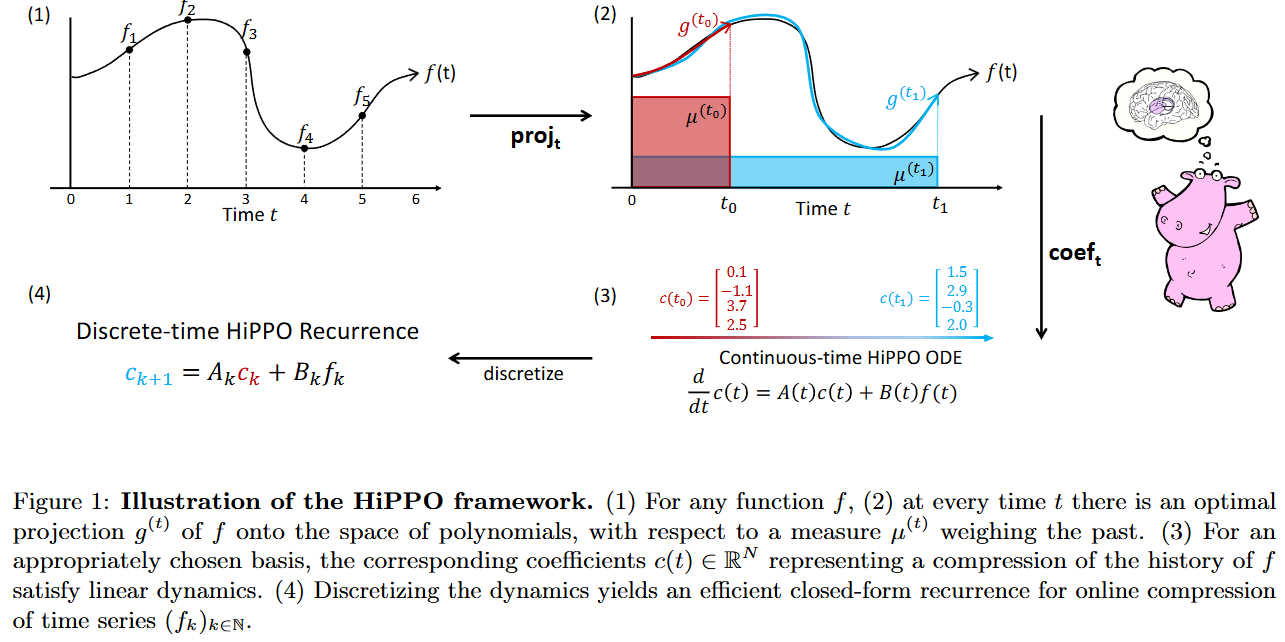 (1)
f₁
f₂
f₃
f₄
f₅
f(t)
0 1 2 3 4 5 6
Time t
proj_t
(2)
g^(t₀)
μ^(t₀)
g^(t₁)
μ^(t₁)
f(t)
0 t₀ Time t t₁
coef_t
(3)
c(t₀) = [0.1 −1.1 3.7 2.5]
c(t₁) = [1.5 2.9 −0.3 2.0]
Continuous-time HiPPO ODE
d/dt c(t) = A(t)c(t) + B(t)f(t)
discretize
(4)
Discrete-time HiPPO Recurrence
c_{k+1} = A_k c_k + B_k f_k
Figure 1: Illustration of the HiPPO framework. (1) For any function f, (2) at every time t there is an optimal
projection g^(t) of f onto the space of polynomials, with respect to a measure μ^(t) weighing the past. (3) For an
appropriately chosen basis, the corresponding coefficients c(t) ∈ ℝ^N representing a compression of the history of f
satisfy linear dynamics. (4) Discretizing the dynamics yields an efficient closed-form recurrence for online compression
of time series (f_k)_{k∈ℕ}.